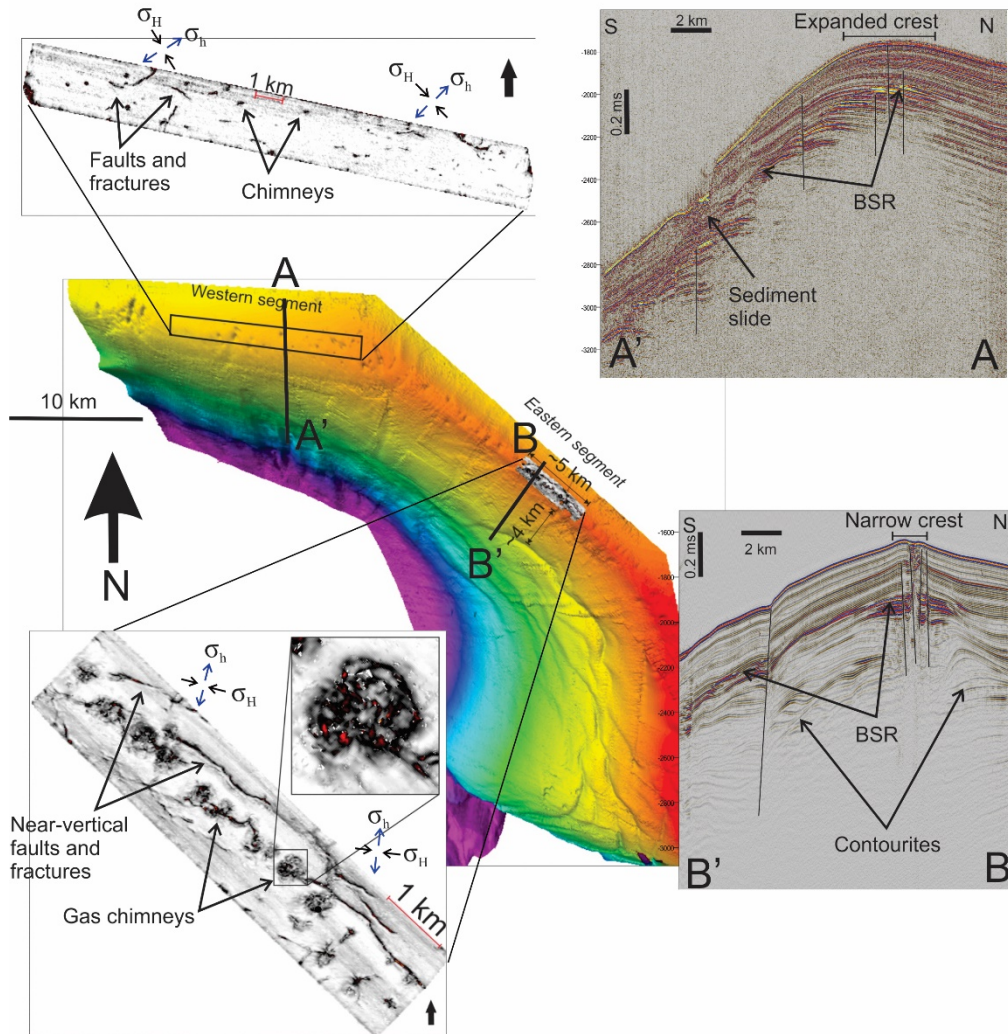 σH
σh
σH
σh
1 km
Faults and
fractures
Chimneys
S
2 km
Expanded crest
N
-1800
-2000
-2200
-2400
-2600
-2800
-3000
-3200
0.2 ms
BSR
Sediment
slide
A'
A
A
Western segment
A'
10 km
N
Eastern segment
B
~5 km
~4 km
B'
S
2 km
Narrow crest
N
0.2 ms
-1600
-1800
-2000
-2200
-2400
-2600
-2800
-3000
BSR
Contourites
B'
B
σh
σH
σh
σH
Near-vertical
faults and
fractures
Gas chimneys
1 km